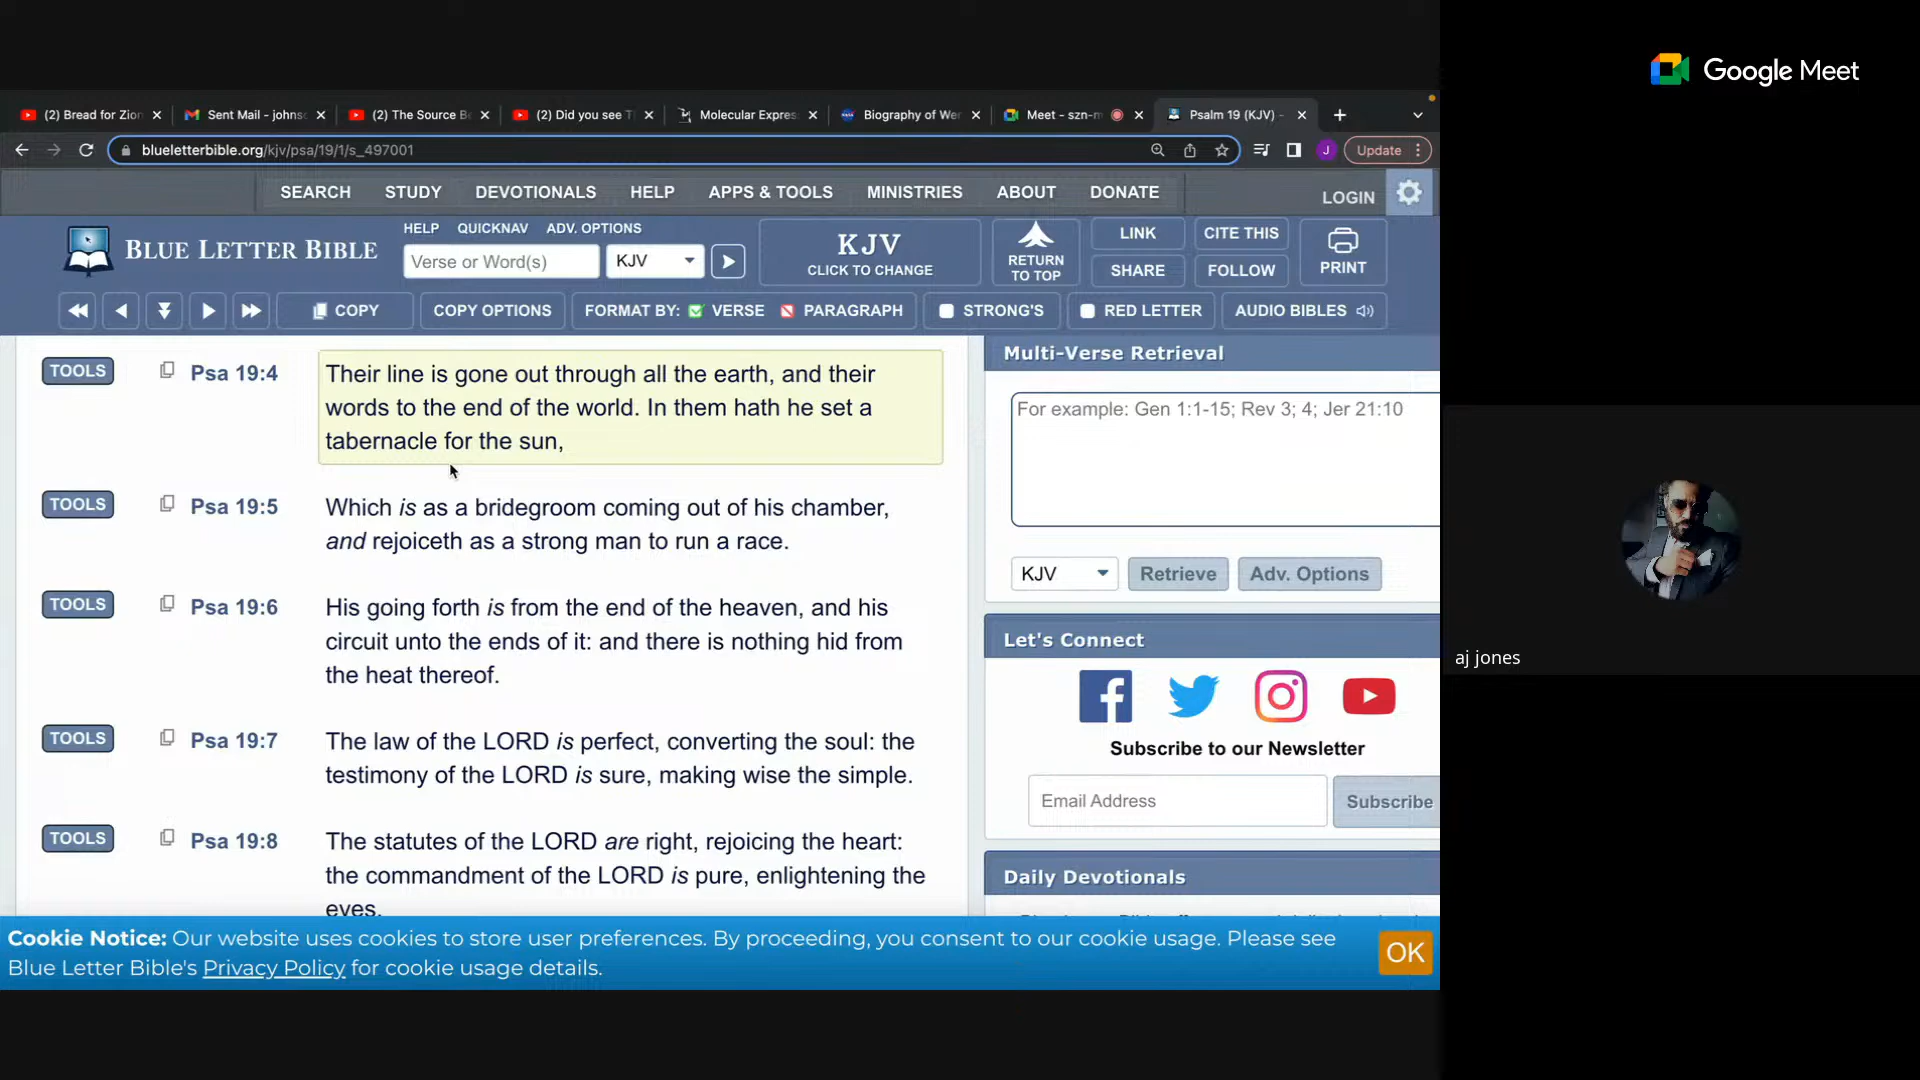 Google Meet
(2) Bread for Zion
Sent Mail - johns
(2) The Source Be
(2) Did you see T
Molecular Expres
Biography of Wer
Meet - szn-m
Psalm 19 (KJV) -
blueletterbible.org/kjv/psa/19/1/s_497001
J
Update
SEARCH STUDY DEVOTIONALS HELP APPS & TOOLS MINISTRIES ABOUT DONATE
LOGIN
BLUE LETTER BIBLE
HELP QUICKNAV ADV. OPTIONS
Verse or Word(s)
KJV
KJV
CLICK TO CHANGE
RETURN
TO TOP
LINK
CITE THIS
SHARE
FOLLOW
PRINT
COPY
COPY OPTIONS
FORMAT BY: VERSE PARAGRAPH
STRONG'S
RED LETTER
AUDIO BIBLES
TOOLS
Psa 19:4
Their line is gone out through all the earth, and their
words to the end of the world. In them hath he set a
tabernacle for the sun,
TOOLS
Psa 19:5
Which is as a bridegroom coming out of his chamber,
and rejoiceth as a strong man to run a race.
TOOLS
Psa 19:6
His going forth is from the end of the heaven, and his
circuit unto the ends of it: and there is nothing hid from
the heat thereof.
TOOLS
Psa 19:7
The law of the LORD is perfect, converting the soul: the
testimony of the LORD is sure, making wise the simple.
TOOLS
Psa 19:8
The statutes of the LORD are right, rejoicing the heart:
the commandment of the LORD is pure, enlightening the
eyes.
Multi-Verse Retrieval
For example: Gen 1:1-15; Rev 3; 4; Jer 21:10
KJV
Retrieve
Adv. Options
Let's Connect
Subscribe to our Newsletter
Email Address
Subscribe
Daily Devotionals
Cookie Notice: Our website uses cookies to store user preferences. By proceeding, you consent to our cookie usage. Please see
Blue Letter Bible's Privacy Policy for cookie usage details.
OK
aj jones